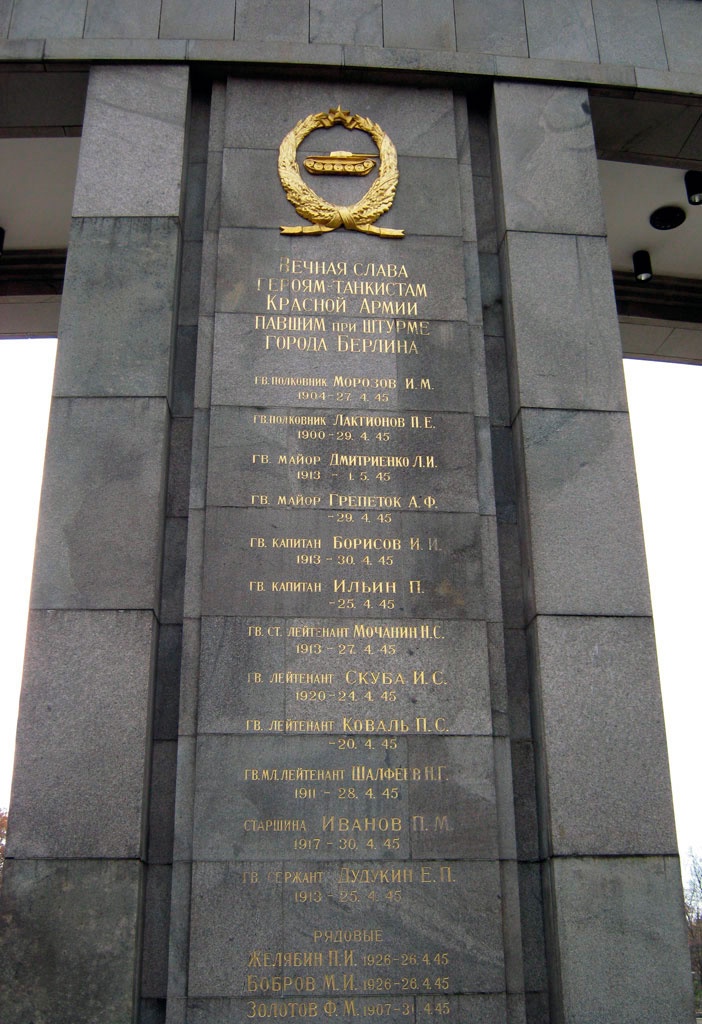 Вечная слава
героям-танкистам
Красной Армии
павшим при штурме
города Берлина
гв. полковник Морозов И. М.
1904-27. 4. 45
гв. полковник Лактионов П. Е.
1900-29. 4. 45
гв. майор Дмитриенко Л. И.
1913 - 1. 5. 45
гв. майор Грепеток А. Ф.
-29. 4. 45
гв. капитан Борисов И. И.
1913-30. 4. 45
гв. капитан Ильин П.
-25. 4. 45
гв. ст. лейтенант Мочанин Н. С.
1913-27. 4. 45
гв. лейтенант Скуба И. С.
1920-24. 4. 45
гв. лейтенант Коваль П. С.
-20. 4. 45
гв. мл. лейтенант Шалфеев Н. Г.
1911 - 28. 4. 45
старшина Иванов П. М.
1917-30. 4. 45
гв. сержант Дудукин Е. П.
1913-25. 4. 45
рядовые
Желябин П. И. 1926-26. 4. 45
Бобров М. И. 1926-26. 4. 45
Золотов Ф. М. 1907- 4. 45